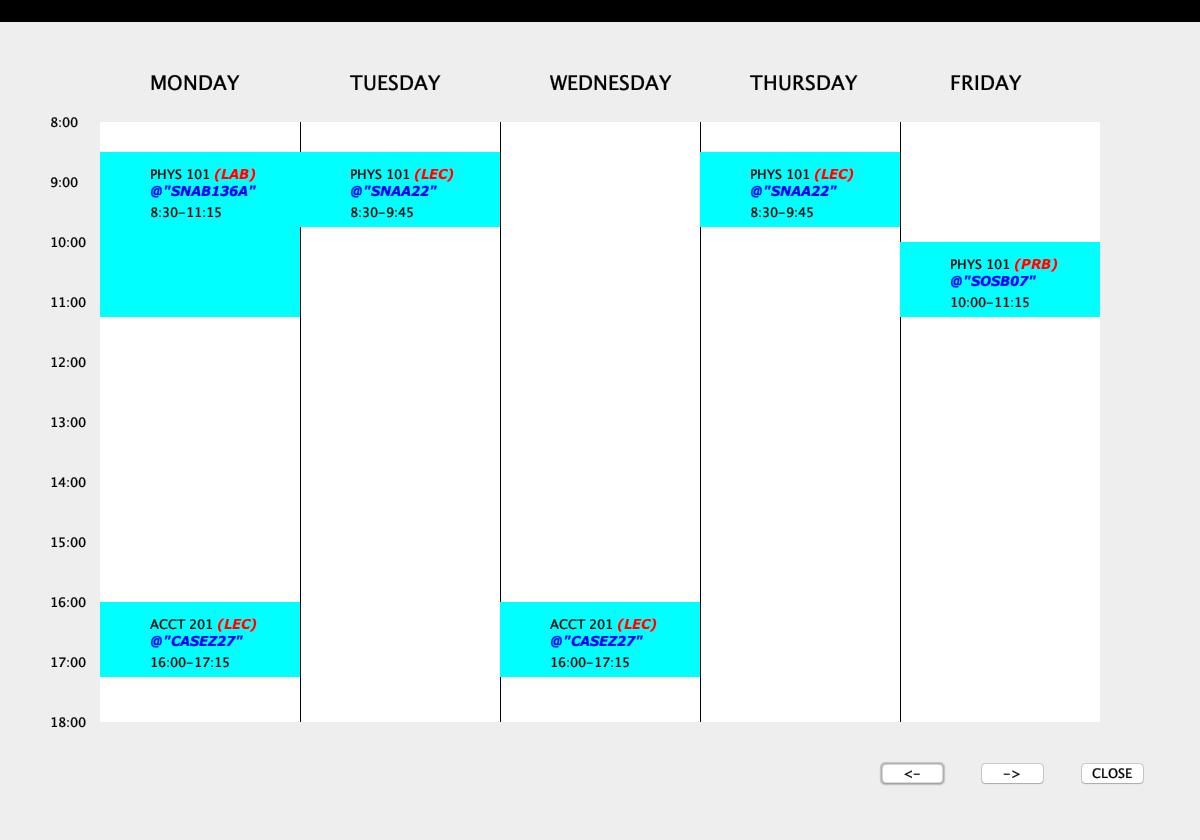 MONDAY TUESDAY WEDNESDAY THURSDAY FRIDAY
8:00
PHYS 101 (LAB)
@"SNAB136A"
8:30-11:15
PHYS 101 (LEC)
@"SNAA22"
8:30-9:45
PHYS 101 (LEC)
@"SNAA22"
8:30-9:45
9:00
10:00
PHYS 101 (PRB)
@"SOSB07"
10:00-11:15
11:00
12:00
13:00
14:00
15:00
16:00
ACCT 201 (LEC)
@"CASEZ27"
16:00-17:15
ACCT 201 (LEC)
@"CASEZ27"
16:00-17:15
17:00
18:00
<- -> CLOSE